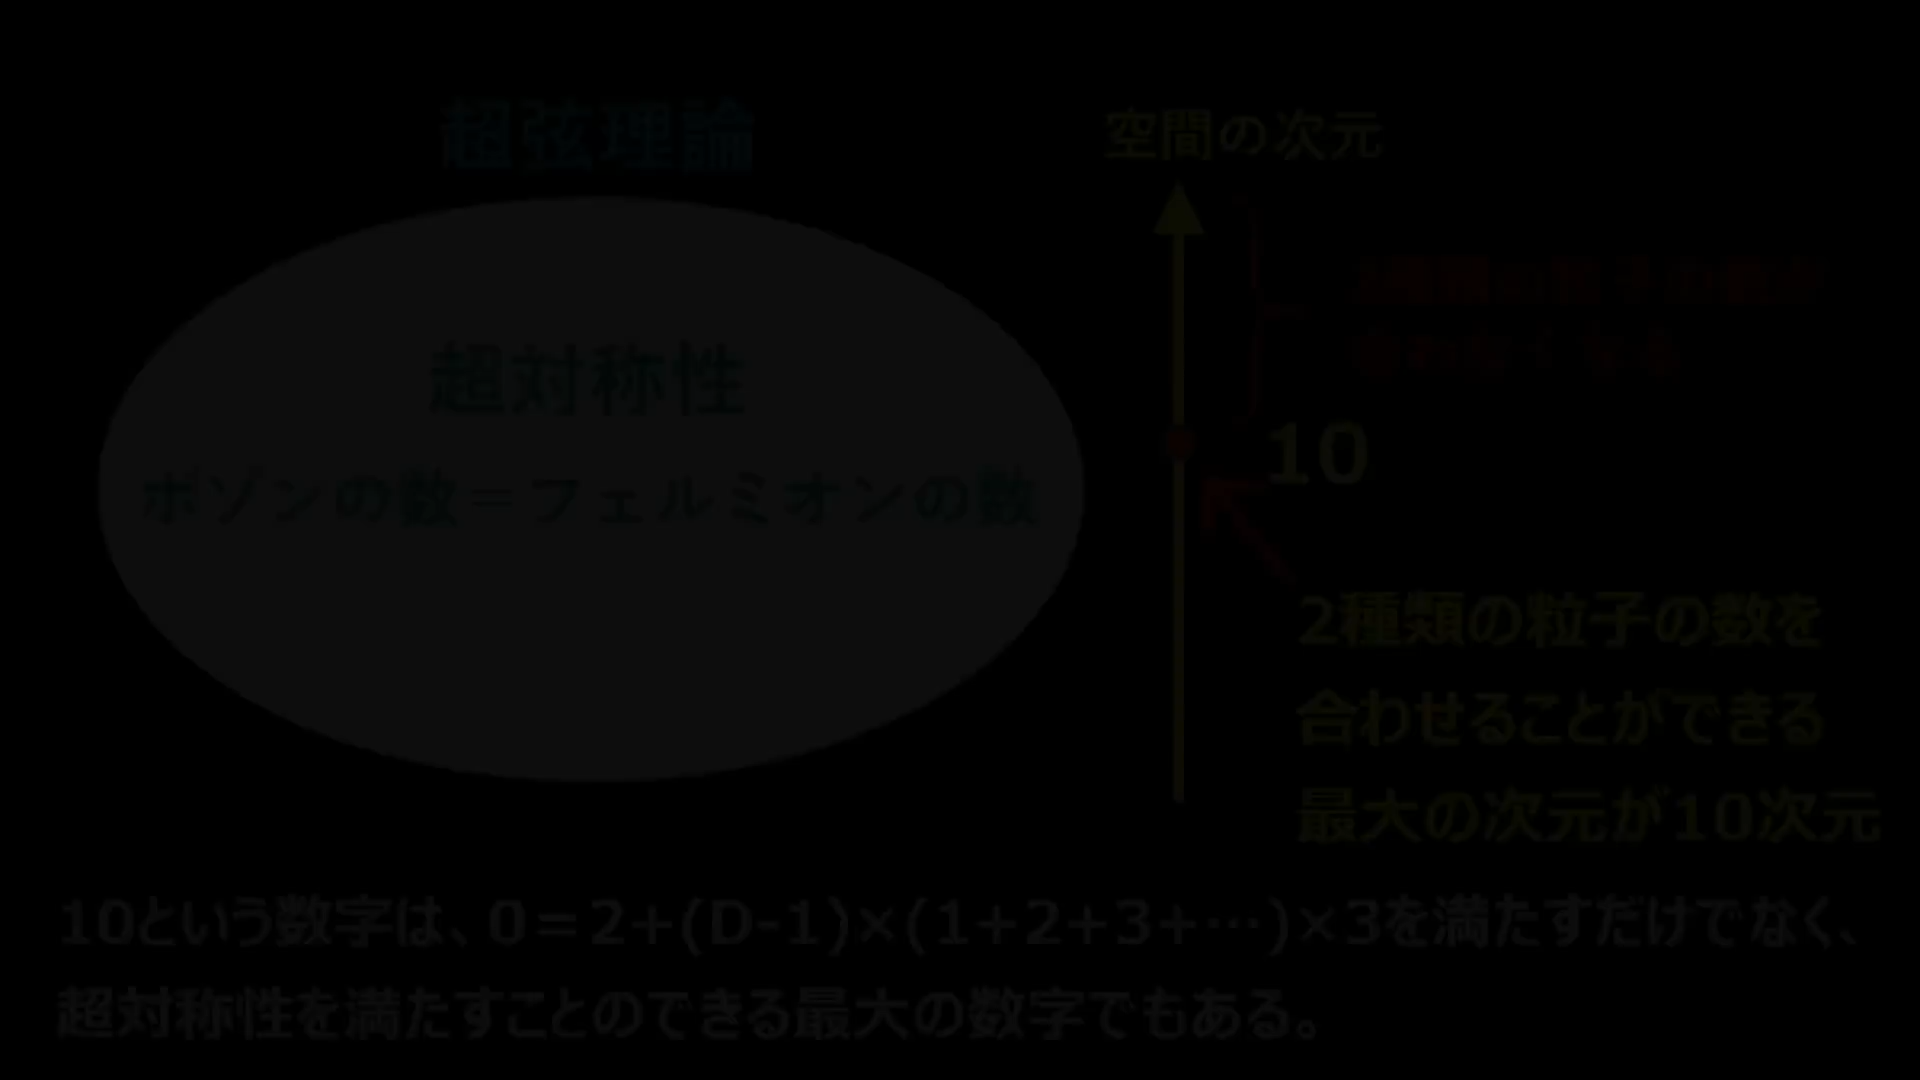 超弦理論
超対称性
ボゾンの数＝フェルミオンの数
空間の次元
10
2種類の粒子の数を
合わせることができる
最大の次元が10次元
10という数字は、0＝2＋(D-1)×(1＋2＋3＋…)×3を満たすだけでなく、
超対称性を満たすことのできる最大の数字でもある。